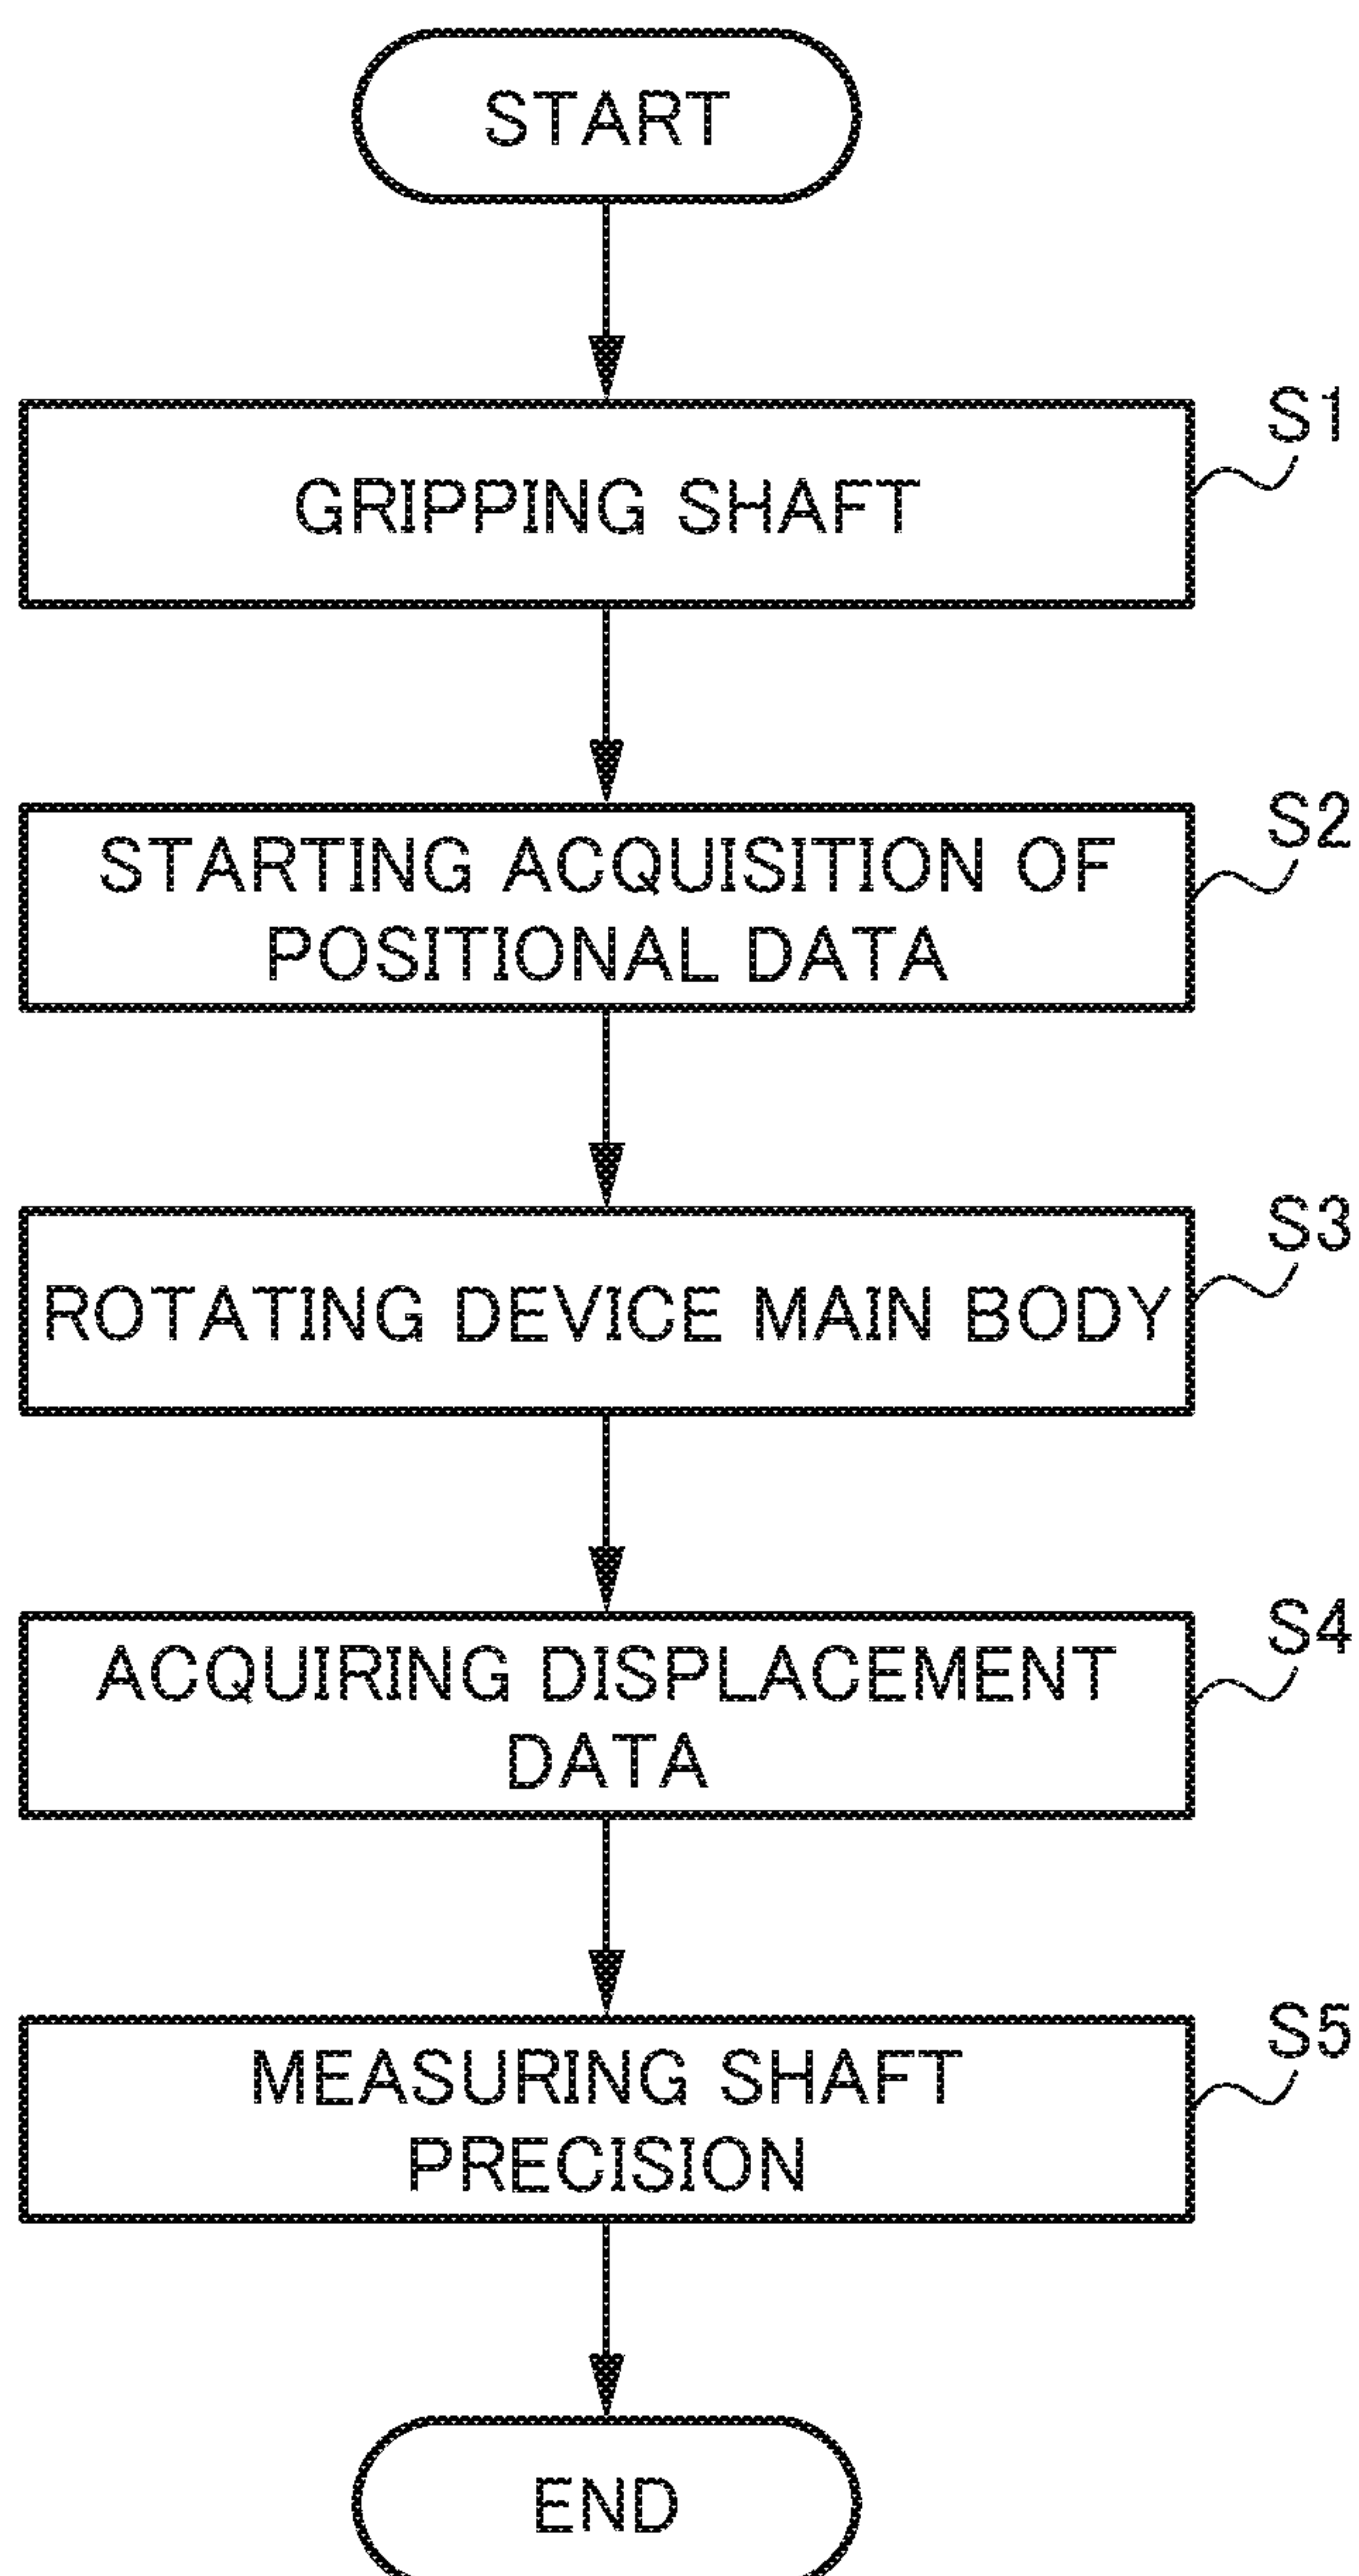 START
S1
GRIPPING SHAFT
S2
STARTING ACQUISITION OF
POSITIONAL DATA
S3
ROTATING DEVICE MAIN BODY
S4
ACQUIRING DISPLACEMENT
DATA
S5
MEASURING SHAFT
PRECISION
END